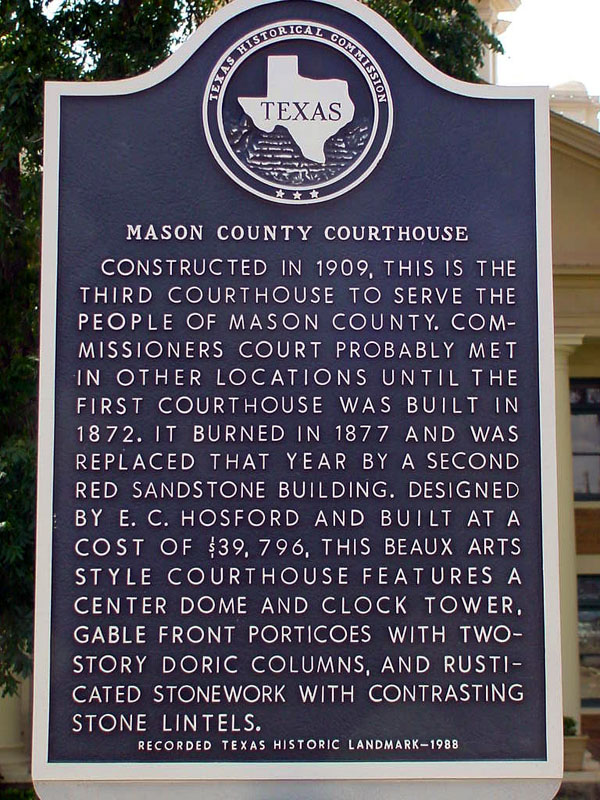 TEXAS HISTORICAL COMMISSION
TEXAS
MASON COUNTY COURTHOUSE
CONSTRUCTED IN 1909, THIS IS THE
THIRD COURTHOUSE TO SERVE THE
PEOPLE OF MASON COUNTY. COM-
MISSIONERS COURT PROBABLY MET
IN OTHER LOCATIONS UNTIL THE
FIRST COURTHOUSE WAS BUILT IN
1872. IT BURNED IN 1877 AND WAS
REPLACED THAT YEAR BY A SECOND
RED SANDSTONE BUILDING. DESIGNED
BY E. C. HOSFORD AND BUILT AT A
COST OF $39,796, THIS BEAUX ARTS
STYLE COURTHOUSE FEATURES A
CENTER DOME AND CLOCK TOWER,
GABLE FRONT PORTICOES WITH TWO-
STORY DORIC COLUMNS, AND RUSTI-
CATED STONEWORK WITH CONTRASTING
STONE LINTELS.
RECORDED TEXAS HISTORIC LANDMARK-1988